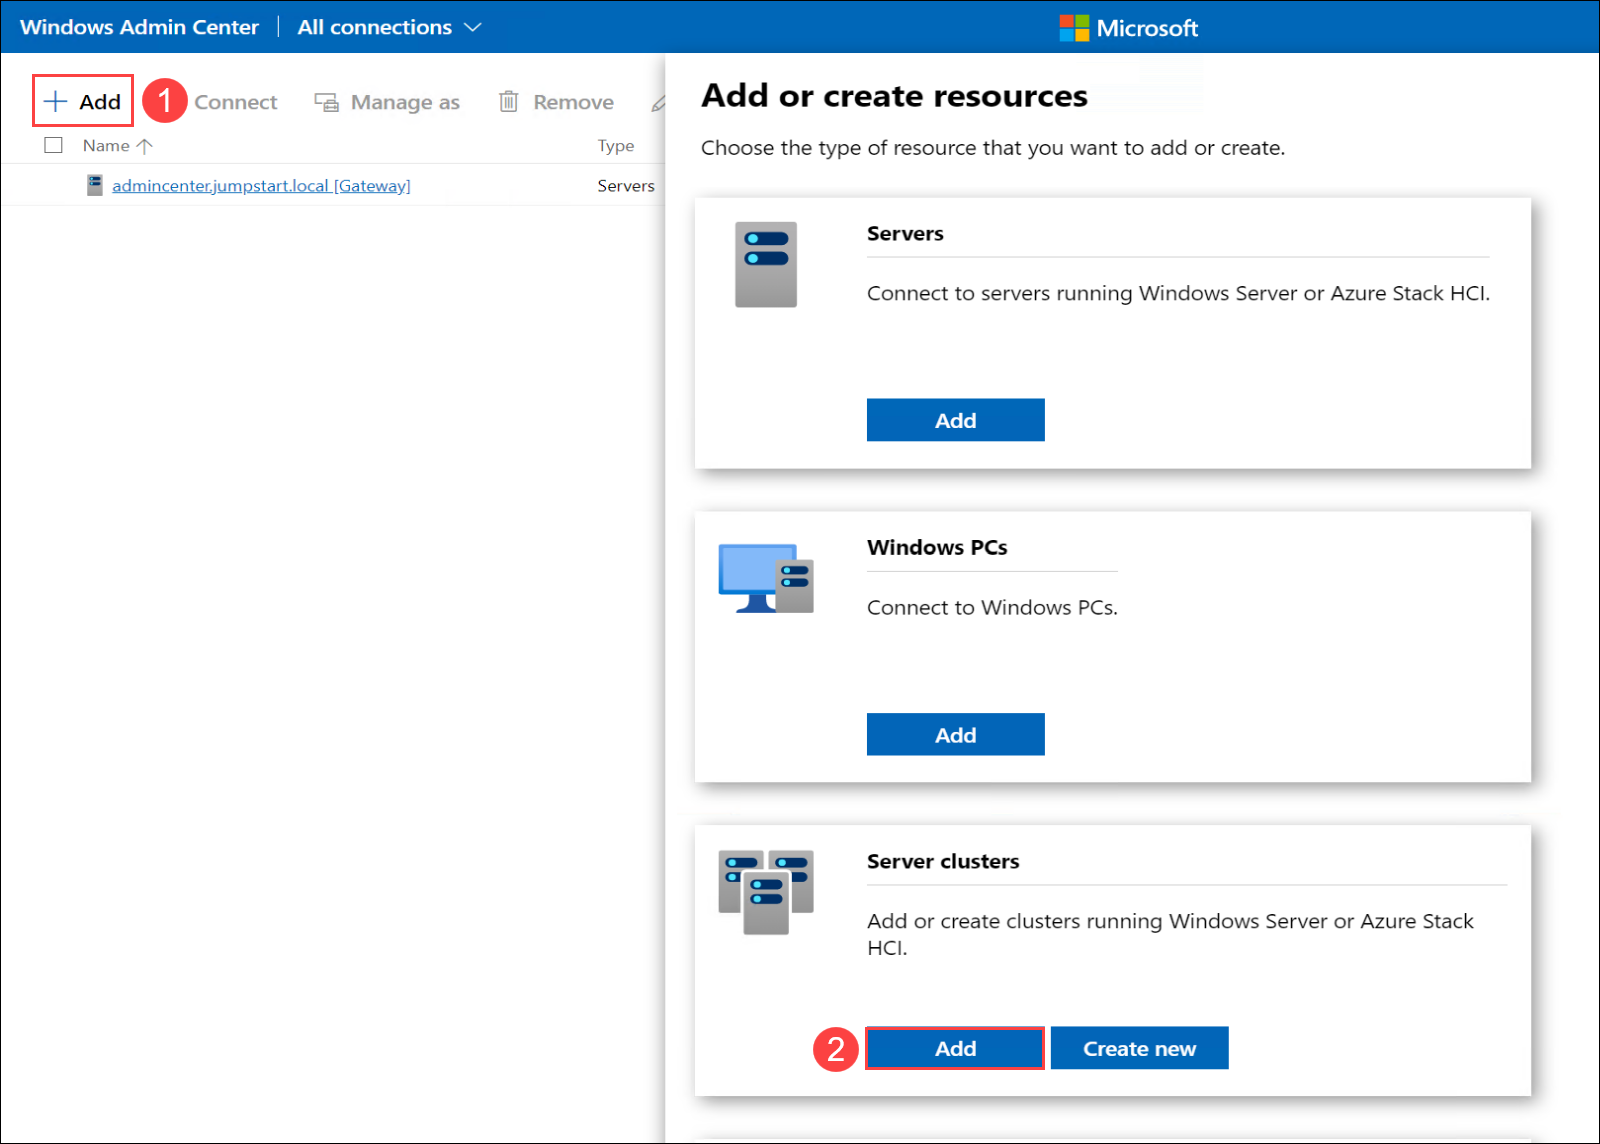 Windows Admin Center | All connections
Microsoft
Add
1
Connect
Manage as
Remove
Name
Type
admincenter.jumpstart.local [Gateway]
Servers
Add or create resources
Choose the type of resource that you want to add or create.
Servers
Connect to servers running Windows Server or Azure Stack HCI.
Add
Windows PCs
Connect to Windows PCs.
Add
Server clusters
Add or create clusters running Windows Server or Azure Stack
HCI.
2
Add
Create new